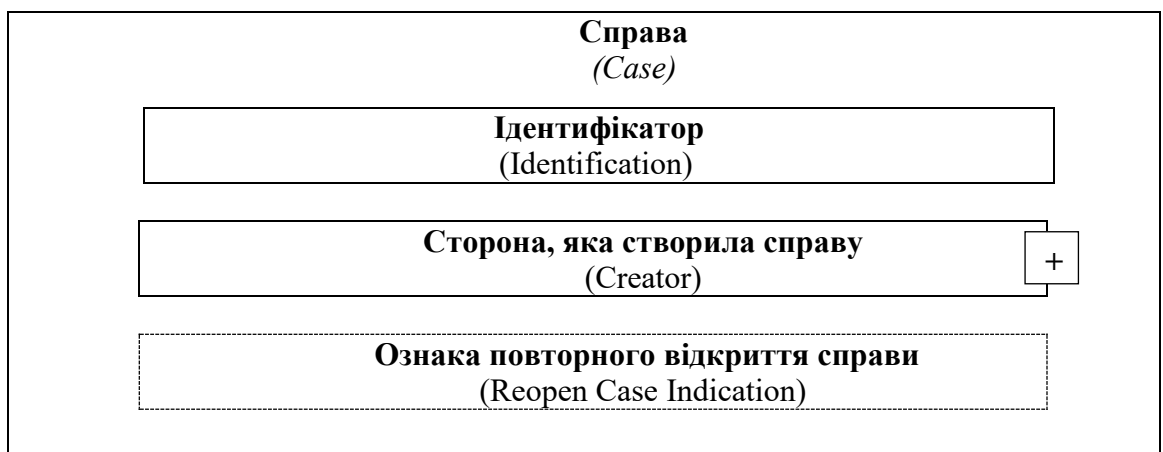 Справа
(Case)
Ідентифікатор
(Identification)
Сторона, яка створила справу
(Creator)
+
Ознака повторного відкриття справи
(Reopen Case Indication)